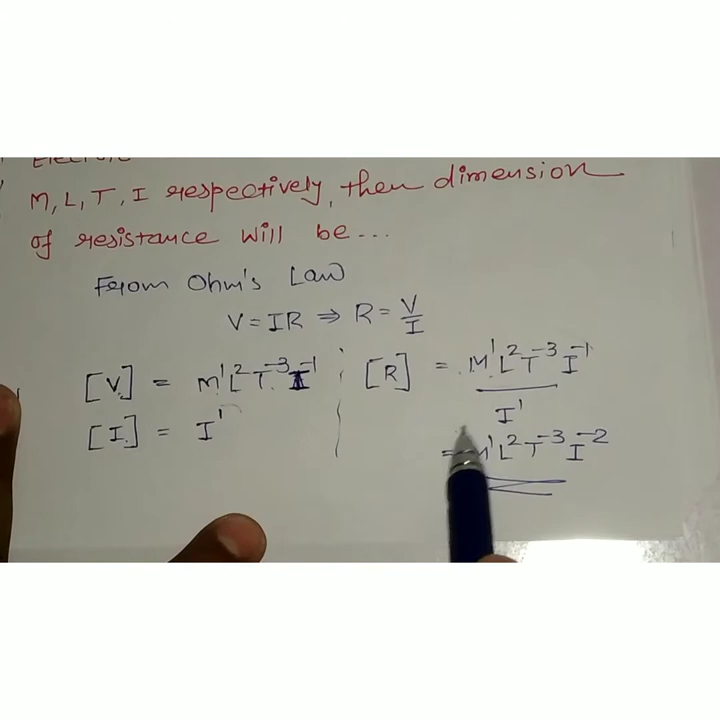 M, L, T, I respectively, then dimension
of resistance will be...
From Ohm's Law
V = IR ⇒ R = V/I
[V] = M¹L²T⁻³I⁻¹ ; [R] = M¹L²T⁻³I⁻¹
[I] = I¹
I¹
= M¹L²T⁻³I⁻²